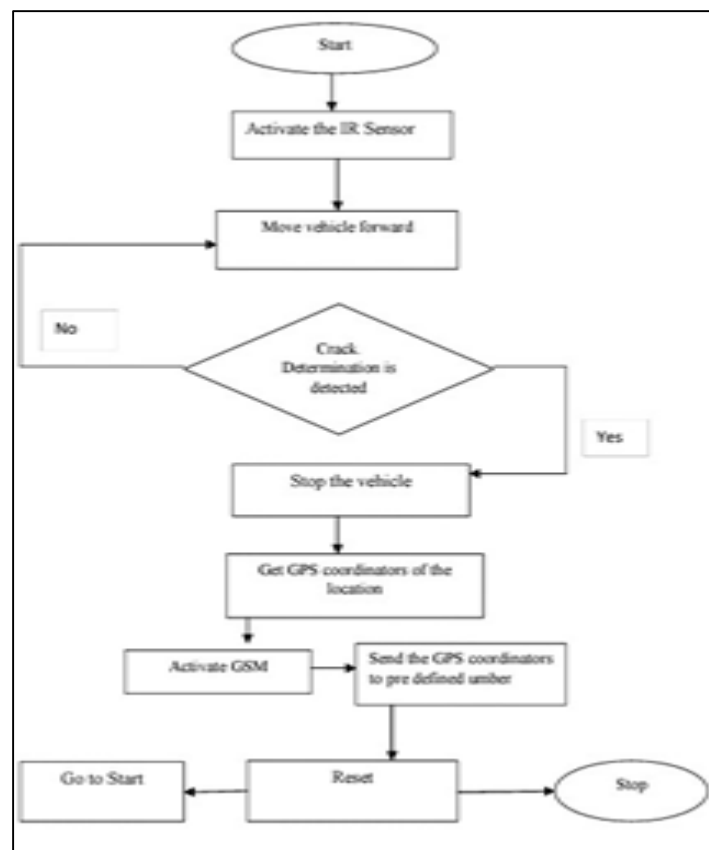 Start
Activate the IR Sensor
Move vehicle forward
No
Crack
Determination is
detected
Yes
Stop the vehicle
Get GPS coordinators of the
location
Activate GSM
Send the GPS coordinators
to pre defined umber
Go to Start
Reset
Stop